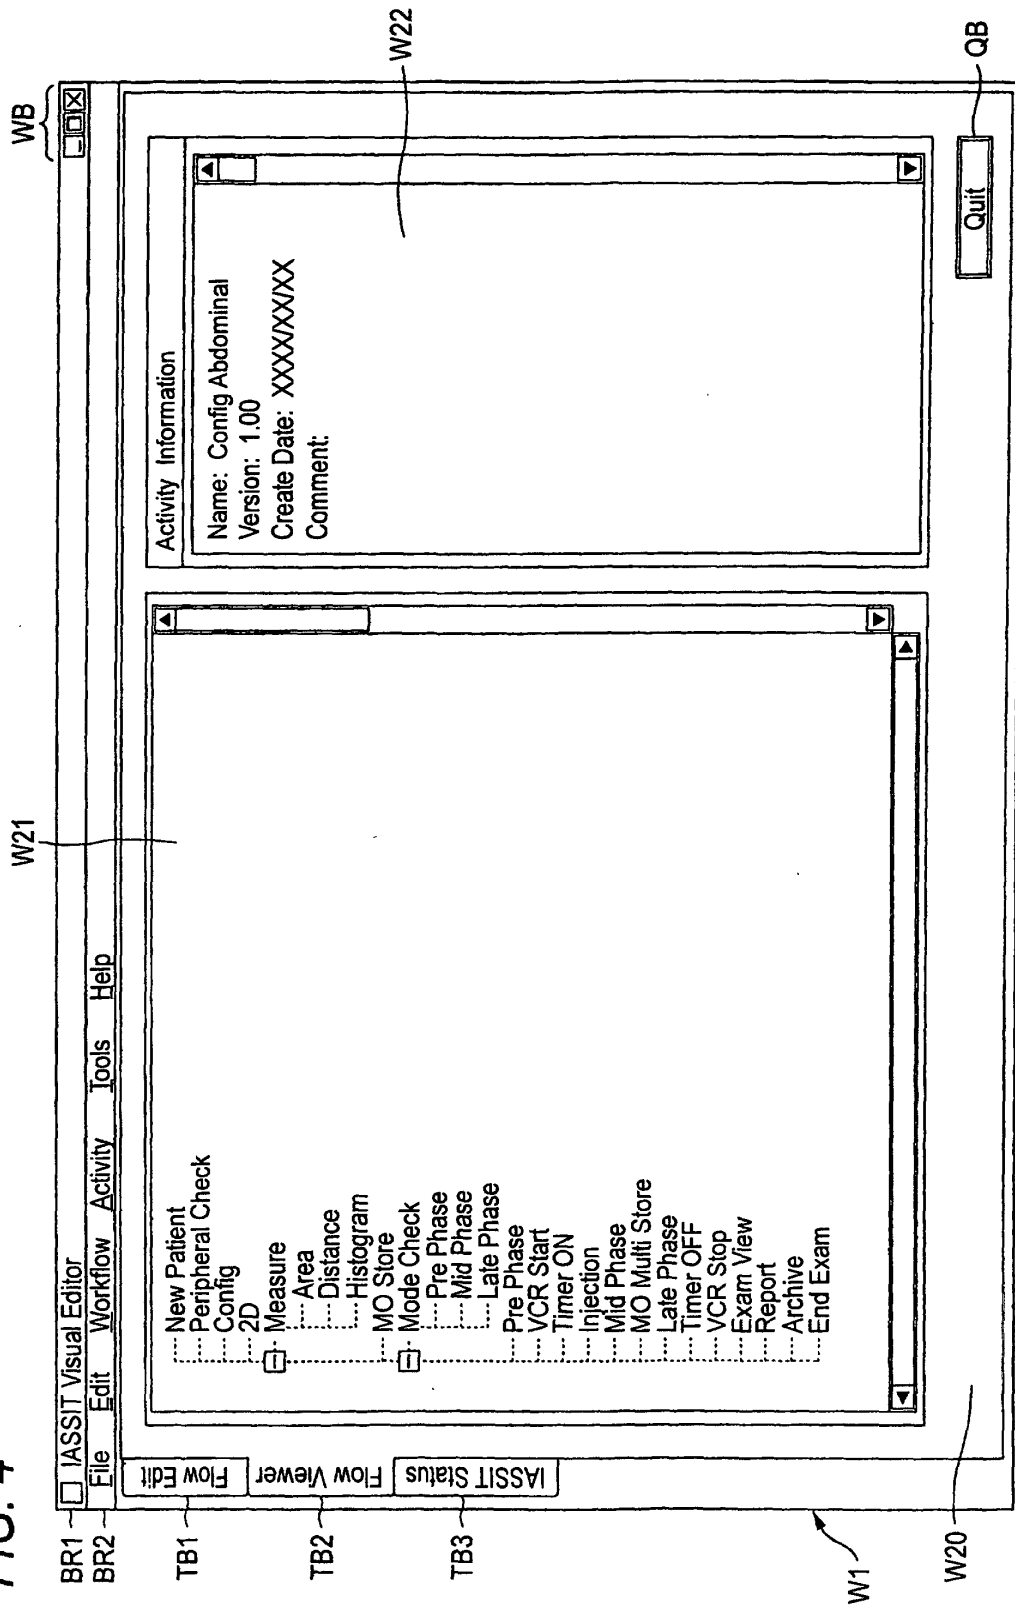 FIG. 4
BR1
IASSIT Visual Editor
WB
BR2
File Edit Workflow Activity Tools Help
W21
W22
TB1
Flow Edit
TB2
Flow Viewer
TB3
IASSIT Status
New Patient
Peripheral Check
Config
2D
Measure
Area
Distance
Histogram
MO Store
Mode Check
Pre Phase
Mid Phase
Late Phase
Pre Phase
VCR Start
Timer ON
Injection
Mid Phase
MO Multi Store
Late Phase
Timer OFF
VCR Stop
Exam View
Report
Archive
End Exam
Activity Information
Name: Config Abdominal
Version: 1.00
Create Date: XXXX/XX/XX
Comment:
W1
W20
Quit
QB